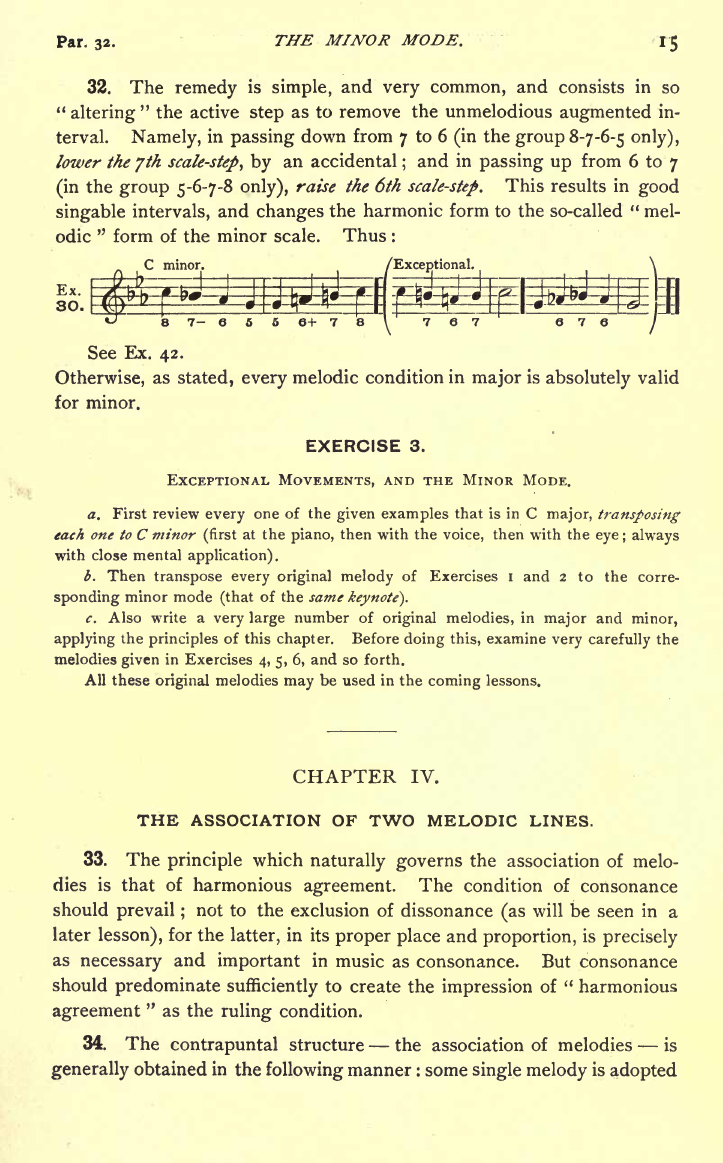 Par. 32. THE MINOR MODE. 15
32. The remedy is simple, and very common, and consists in so
“ altering ” the active step as to remove the unmelodious augmented in-
terval. Namely, in passing down from 7 to 6 (in the group 8-7-6-5 only),
lower the 7th scale-step, by an accidental ; and in passing up from 6 to 7
(in the group 5-6-7-8 only), raise the 6th scale-step. This results in good
singable intervals, and changes the harmonic form to the so-called “ mel-
odic ” form of the minor scale. Thus :
C minor. Exceptional.
Ex.
30.
8 7– 6 5 5 6+ 7 8 7 6 7 6 7 6
See Ex. 42.
Otherwise, as stated, every melodic condition in major is absolutely valid
for minor.
EXERCISE 3.
EXCEPTIONAL MOVEMENTS, AND THE MINOR MODE.
a. First review every one of the given examples that is in C major, transposing
each one to C minor (first at the piano, then with the voice, then with the eye ; always
with close mental application).
b. Then transpose every original melody of Exercises 1 and 2 to the corre-
sponding minor mode (that of the same keynote).
c. Also write a very large number of original melodies, in major and minor,
applying the principles of this chapter. Before doing this, examine very carefully the
melodies given in Exercises 4, 5, 6, and so forth.
All these original melodies may be used in the coming lessons.
CHAPTER IV.
THE ASSOCIATION OF TWO MELODIC LINES.
33. The principle which naturally governs the association of melo-
dies is that of harmonious agreement. The condition of consonance
should prevail ; not to the exclusion of dissonance (as will be seen in a
later lesson), for the latter, in its proper place and proportion, is precisely
as necessary and important in music as consonance. But consonance
should predominate sufficiently to create the impression of “ harmonious
agreement ” as the ruling condition.
34. The contrapuntal structure — the association of melodies — is
generally obtained in the following manner : some single melody is adopted